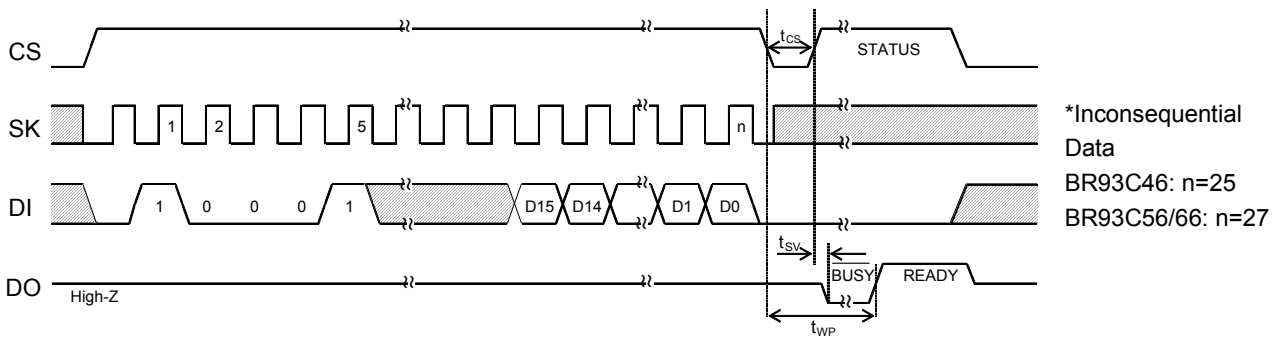 CS
tCS
STATUS
SK
1
2
5
n
*Inconsequential
Data
BR93C46: n=25
BR93C56/66: n=27
DI
1
0
0
0
1
D15
D14
D1
D0
tSV
DO
High-Z
BUSY
READY
tWP